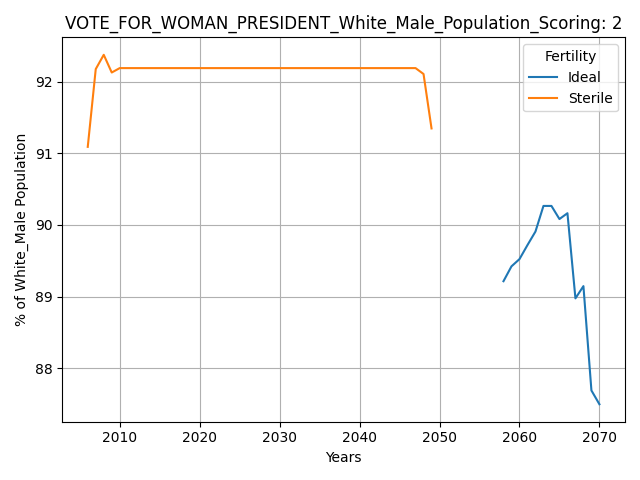 VOTE_FOR_WOMAN_PRESIDENT_White_Male_Population_Scoring: 2
Fertility
Ideal
Sterile
% of White_Male Population
92
91
90
89
88
2010 2020 2030 2040 2050 2060 2070
Years